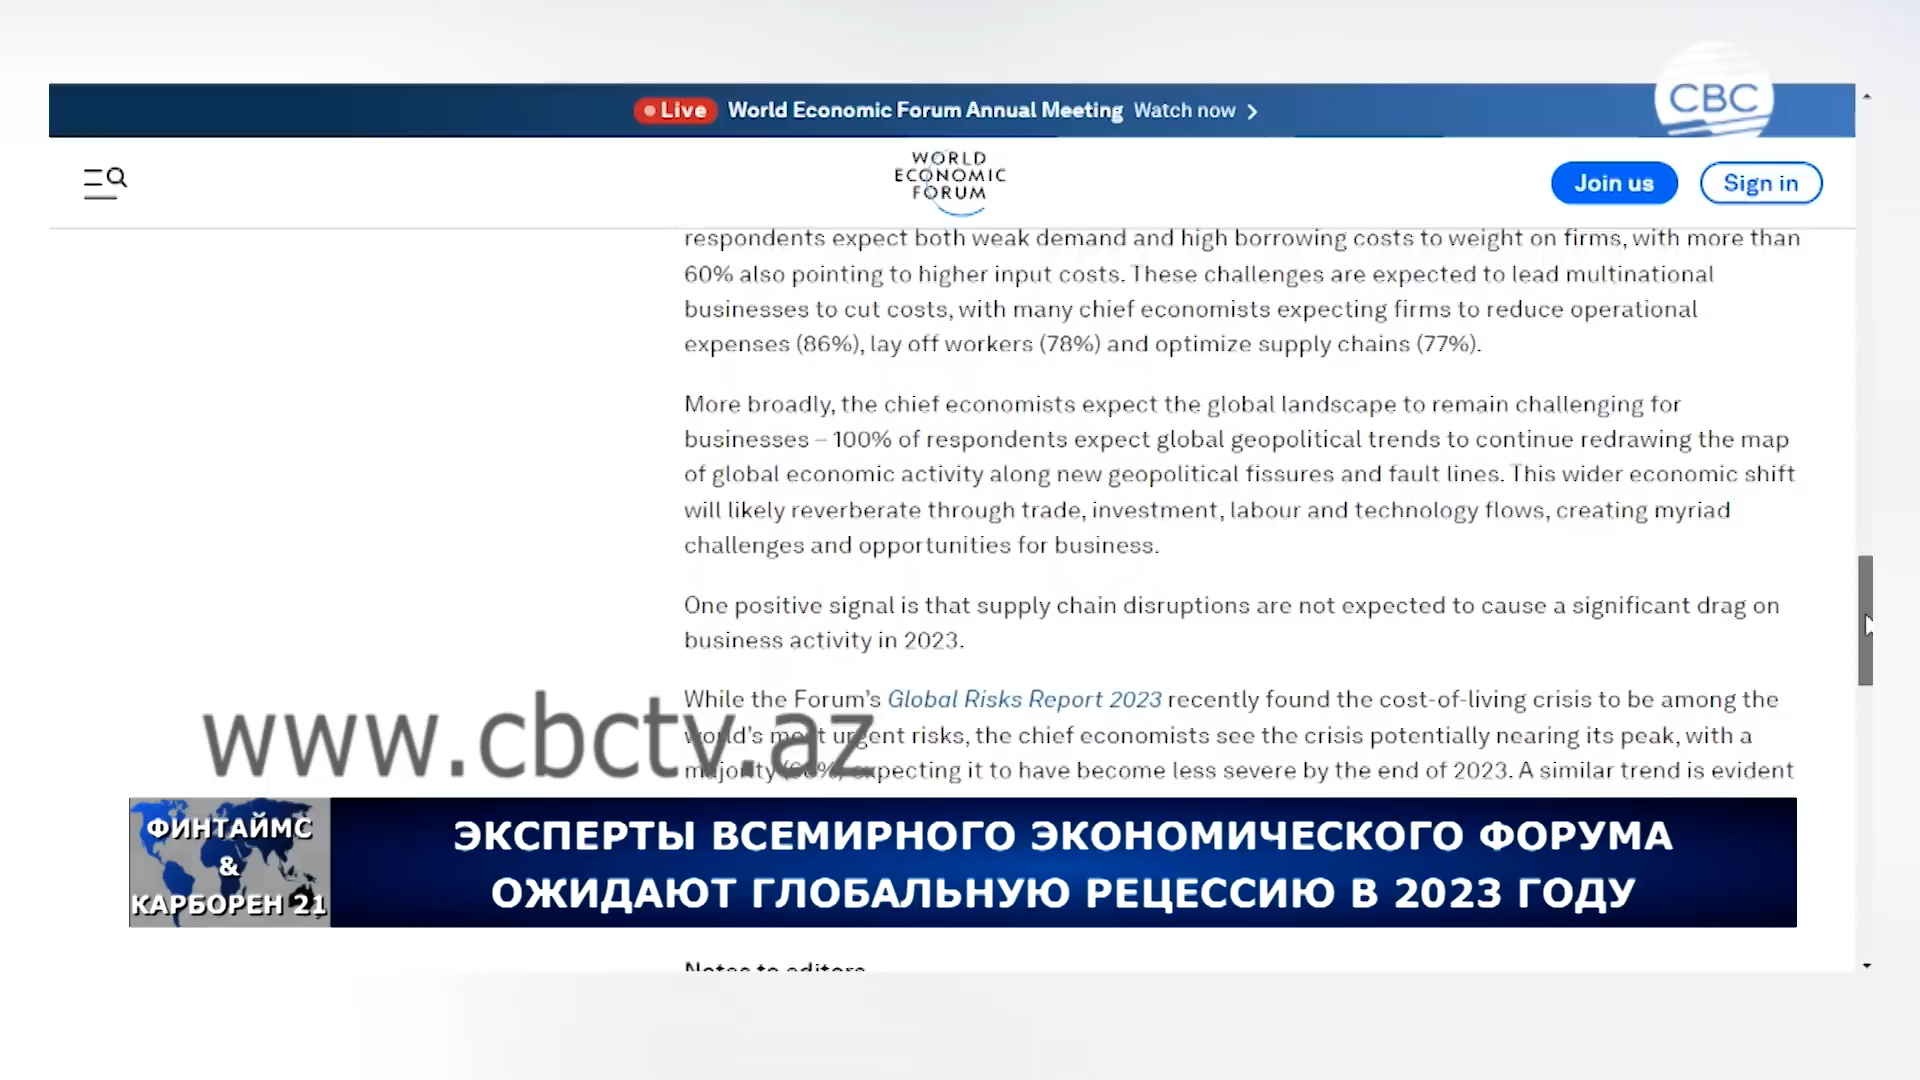 Live World Economic Forum Annual Meeting Watch now
CBC
WORLD
ECONOMIC
FORUM
Join us
Sign in
respondents expect both weak demand and high borrowing costs to weight on firms, with more than
60% also pointing to higher input costs. These challenges are expected to lead multinational
businesses to cut costs, with many chief economists expecting firms to reduce operational
expenses (86%), lay off workers (78%) and optimize supply chains (77%).
More broadly, the chief economists expect the global landscape to remain challenging for
businesses – 100% of respondents expect global geopolitical trends to continue redrawing the map
of global economic activity along new geopolitical fissures and fault lines. This wider economic shift
will likely reverberate through trade, investment, labour and technology flows, creating myriad
challenges and opportunities for business.
One positive signal is that supply chain disruptions are not expected to cause a significant drag on
business activity in 2023.
While the Forum's Global Risks Report 2023 recently found the cost-of-living crisis to be among the
world's most urgent risks, the chief economists see the crisis potentially nearing its peak, with a
majority expecting it to have become less severe by the end of 2023. A similar trend is evident
www.cbctv.az
ФИНТАЙМС
&
КАРБОРЕН 21
ЭКСПЕРТЫ ВСЕМИРНОГО ЭКОНОМИЧЕСКОГО ФОРУМА
ОЖИДАЮТ ГЛОБАЛЬНУЮ РЕЦЕССИЮ В 2023 ГОДУ
Notes to editors